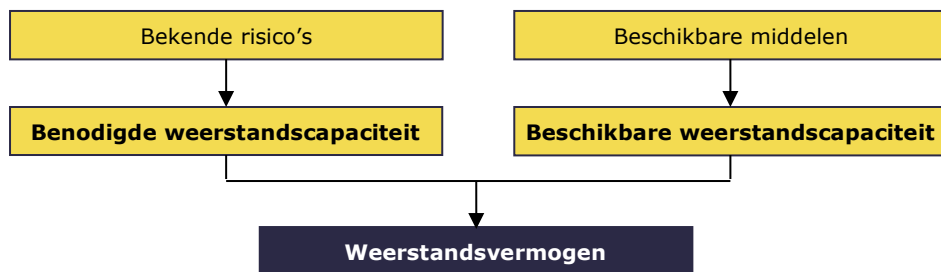 Bekende risico’s
Beschikbare middelen
Benodigde weerstandscapaciteit
Beschikbare weerstandscapaciteit
Weerstandsvermogen